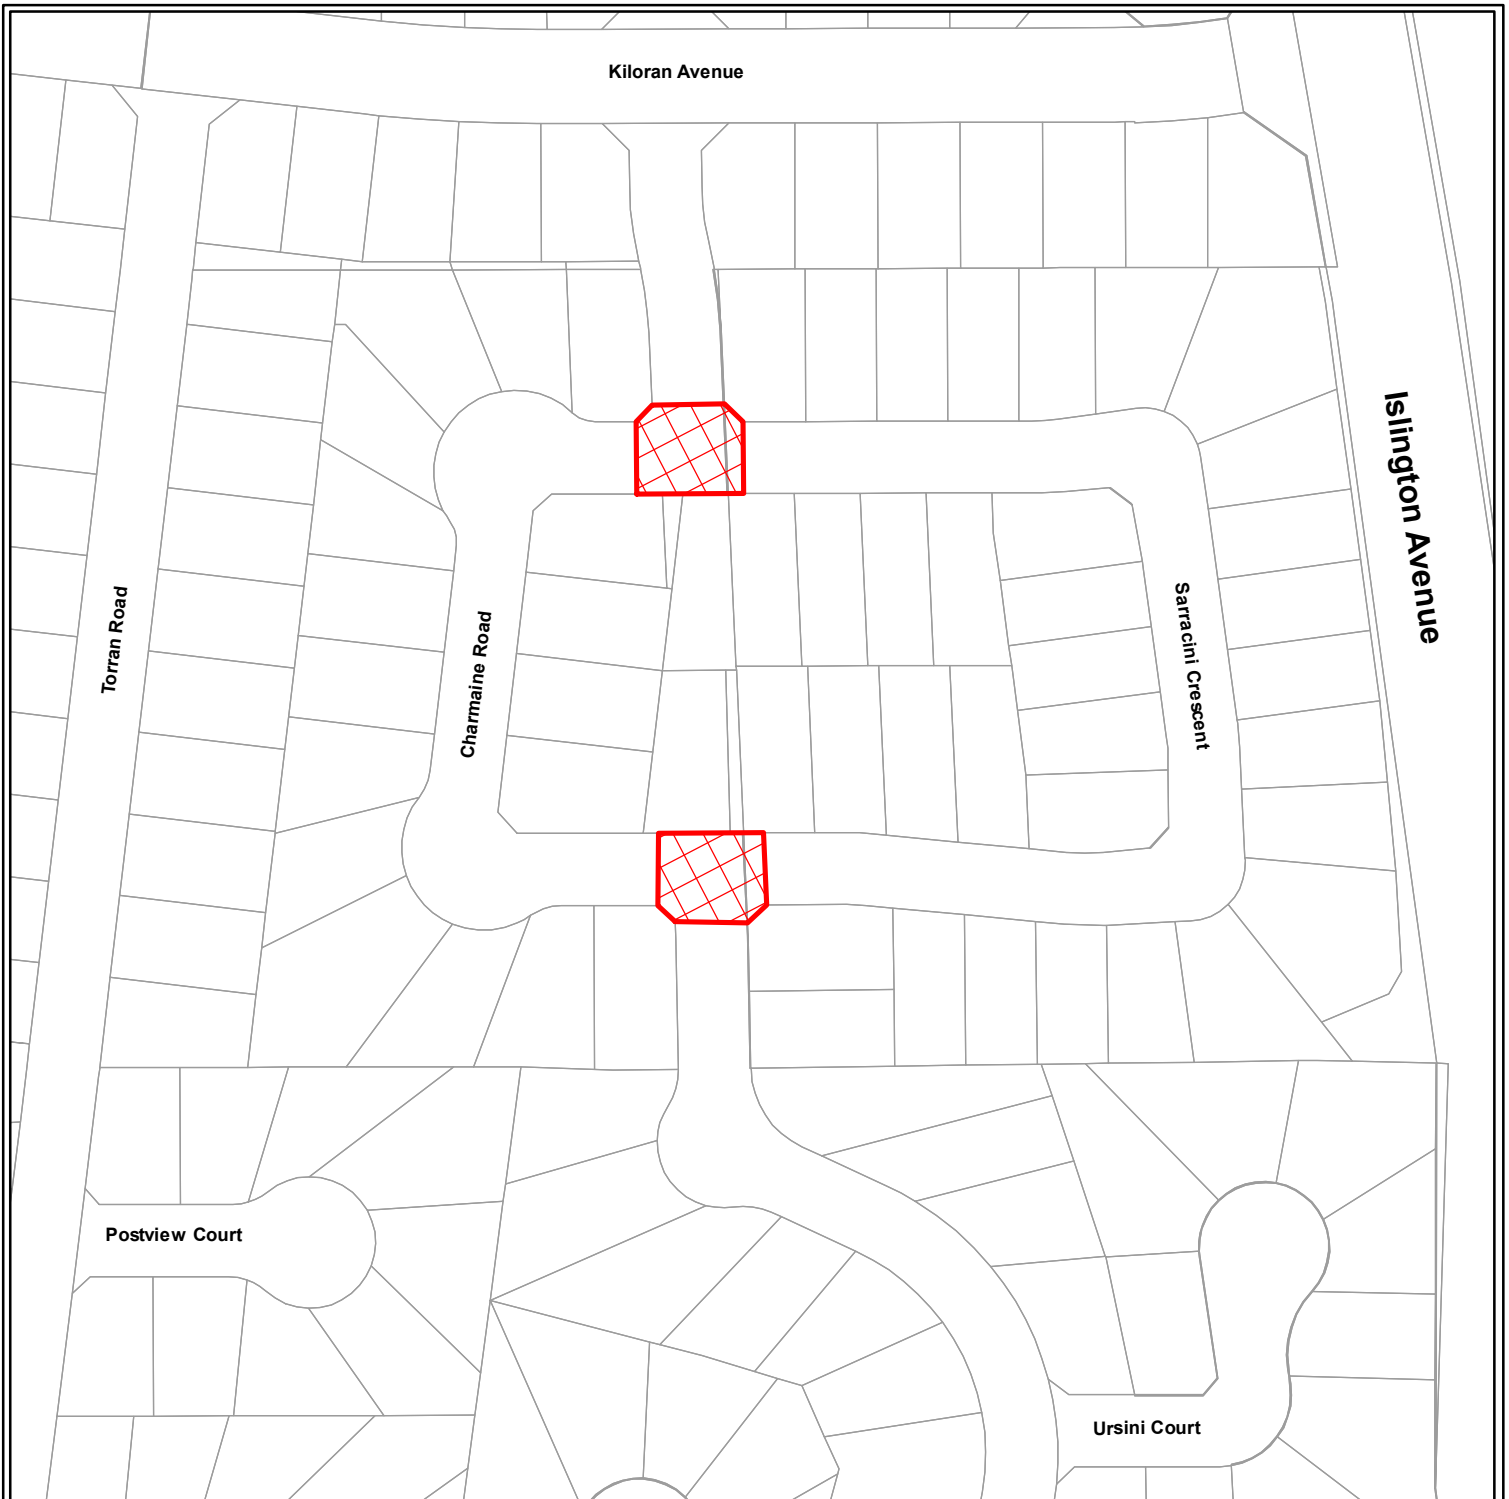 Kiloran Avenue
Islington Avenue
Torran Road
Charmaine Road
Sarracini Crescent
Postview Court
Ursini Court